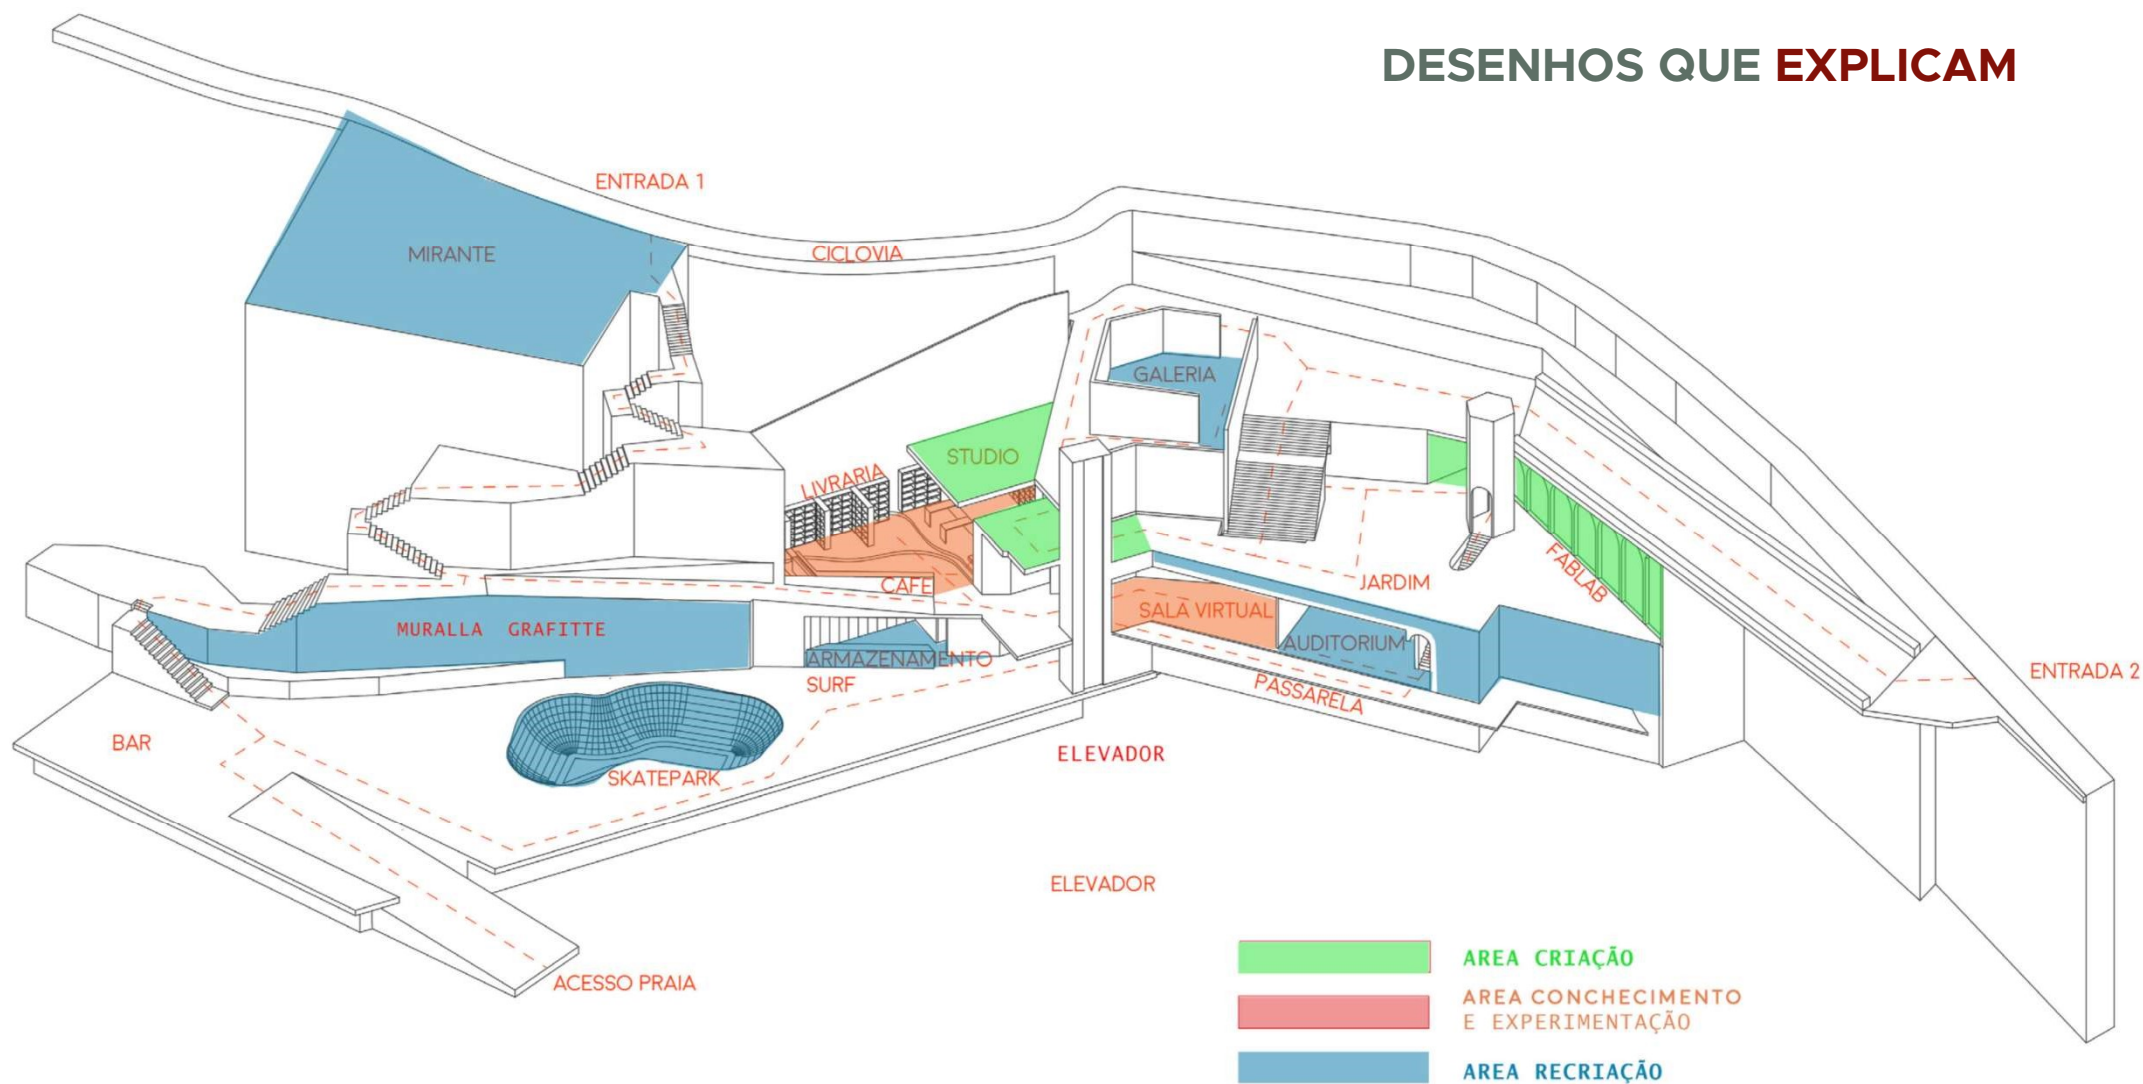 DESENHOS QUE EXPLICAM
ENTRADA 1
MIRANTE
CICLOVIA
GALERIA
STUDIO
LIVRARIA
CAFE
FABLAB
JARDIM
SALA VIRTUAL
MURALLA GRAFITTE
AUDITORIUM
ARMAZENAMENTO
SURF
ENTRADA 2
PASSARELA
BAR
ELEVADOR
SKATEPARK
ELEVADOR
ACESSO PRAIA
AREA CRIAÇÃO
AREA CONCHECIMENTO
E EXPERIMENTAÇÃO
AREA RECRIAÇÃO